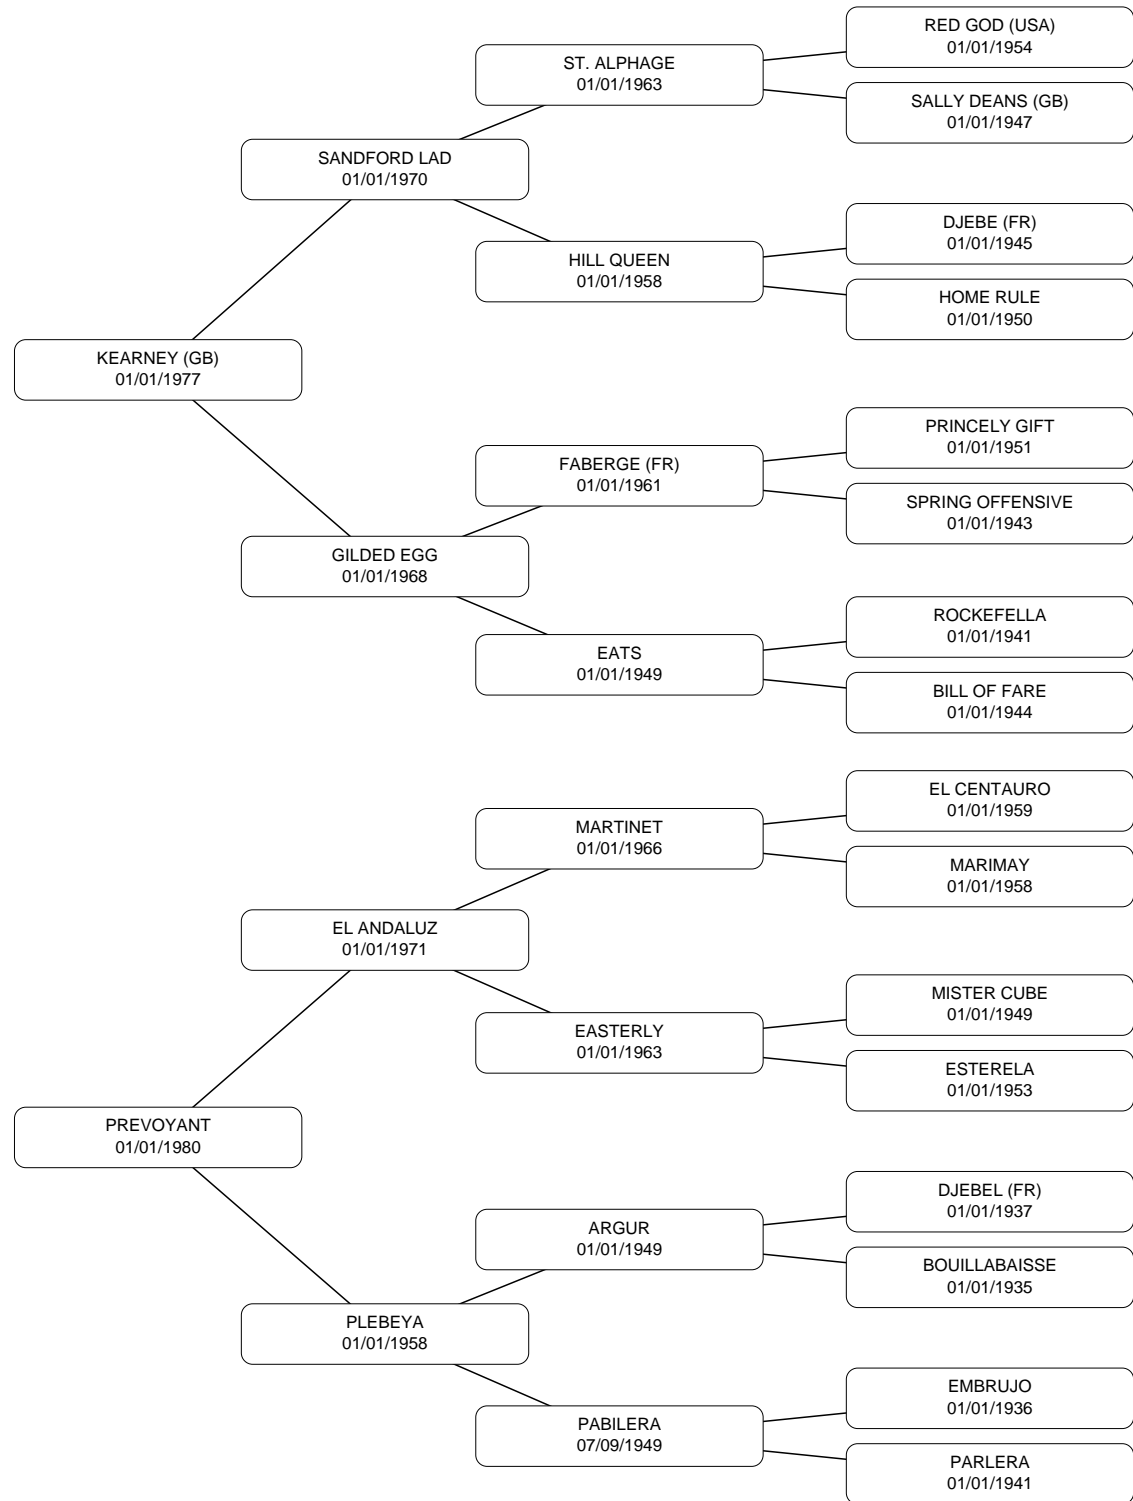 RED GOD (USA)
01/01/1954
ST. ALPHAGE
01/01/1963
SALLY DEANS (GB)
01/01/1947
SANDFORD LAD
01/01/1970
DJEBE (FR)
01/01/1945
HILL QUEEN
01/01/1958
HOME RULE
01/01/1950
KEARNEY (GB)
01/01/1977
PRINCELY GIFT
01/01/1951
FABERGE (FR)
01/01/1961
SPRING OFFENSIVE
01/01/1943
GILDED EGG
01/01/1968
ROCKEFELLA
01/01/1941
EATS
01/01/1949
BILL OF FARE
01/01/1944
EL CENTAURO
01/01/1959
MARTINET
01/01/1966
MARIMAY
01/01/1958
EL ANDALUZ
01/01/1971
MISTER CUBE
01/01/1949
EASTERLY
01/01/1963
ESTERELA
01/01/1953
PREVOYANT
01/01/1980
DJEBEL (FR)
01/01/1937
ARGUR
01/01/1949
BOUILLABAISSE
01/01/1935
PLEBEYA
01/01/1958
EMBRUJO
01/01/1936
PABILERA
07/09/1949
PARLERA
01/01/1941